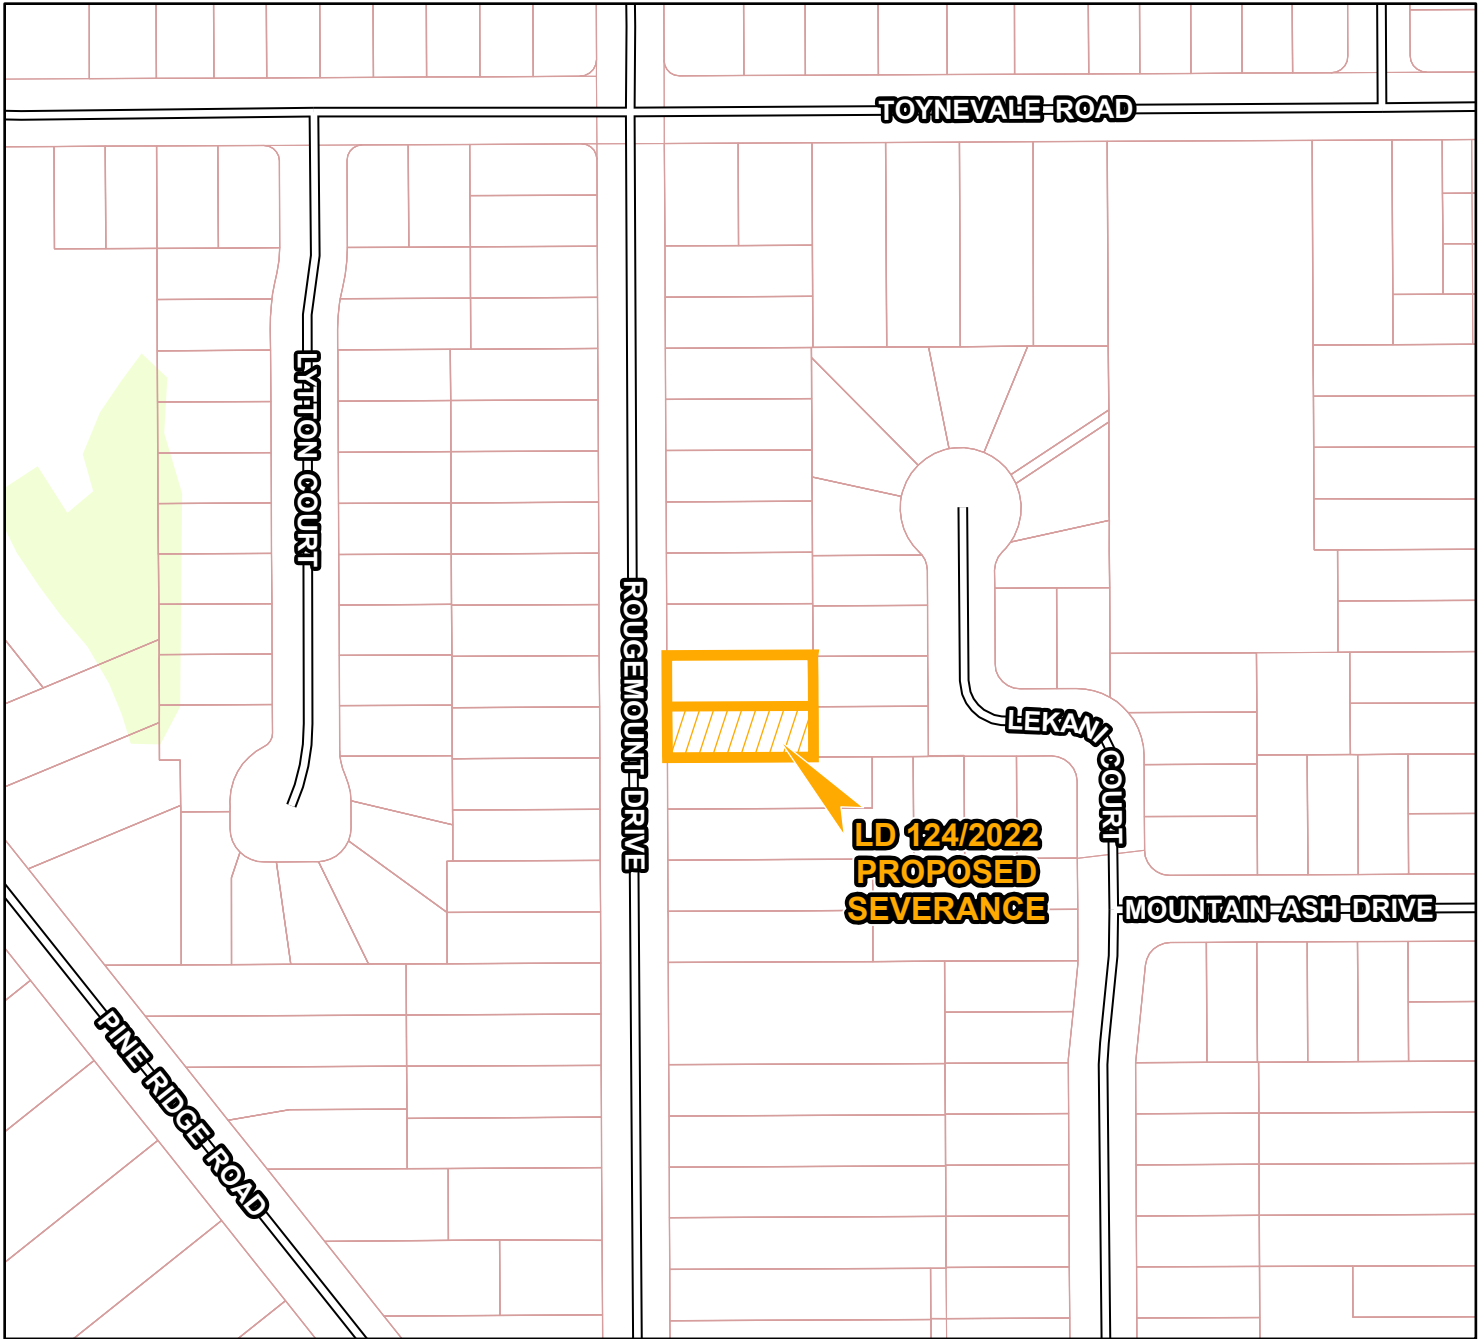 TOYNEVALE ROAD
LYTTON COURT
ROUGEMOUNT DRIVE
LEKANI COURT
LD 124/2022
PROPOSED
SEVERANCE
MOUNTAIN ASH DRIVE
PINE RIDGE ROAD